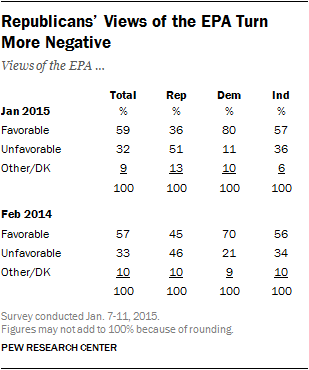 Republicans' Views of the EPA Turn
More Negative
Views of the EPA ...
Total Rep Dem Ind
Jan 2015 % % % %
Favorable 59 36 80 57
Unfavorable 32 51 11 36
Other/DK 9 13 10 6
100 100 100 100
Feb 2014
Favorable 57 45 70 56
Unfavorable 33 46 21 34
Other/DK 10 10 9 10
100 100 100 100
Survey conducted Jan. 7-11, 2015.
Figures may not add to 100% because of rounding.
PEW RESEARCH CENTER